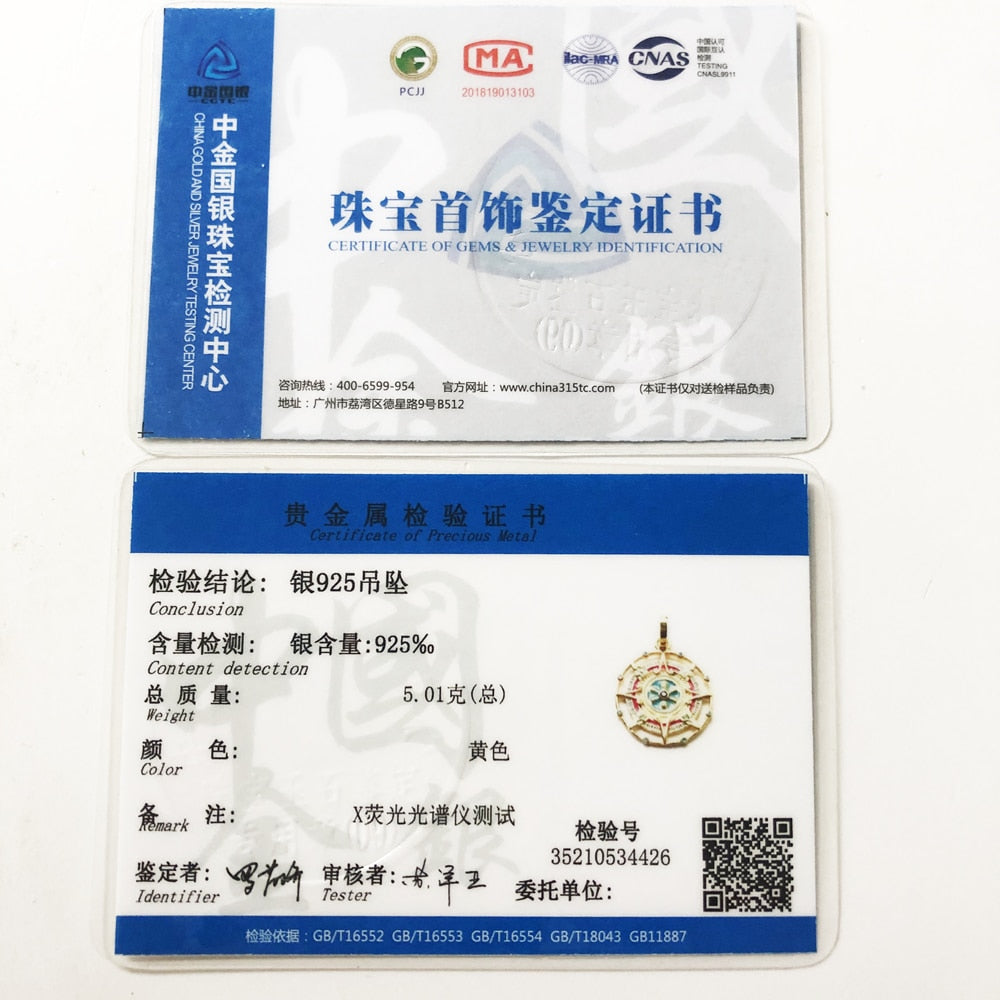 中金国银
CGTC
中金国银珠宝检测中心
CHINA GOLD AND SILVER JEWELRY TESTING CENTER
PCJJ
MA
201819013103
ilac-MRA
CNAS
中国认可
国际互认
检测
TESTING
CNASL9911
珠宝首饰鉴定证书
CERTIFICATE OF GEMS & JEWELRY IDENTIFICATION
咨询热线：400-6599-954 官方网址：www.china315tc.com (本证书仅对送检样品负责)
地址：广州市荔湾区德星路9号B512
贵金属检验证书
Certificate of Precious Metal
检验结论: 银925吊坠
Conclusion
含量检测: 银含量:925‰
Content detection
总质量: 5.01克(总)
Weight
颜色: 黄色
Color
备注: X荧光光谱仪测试
Remark
检验号
35210534426
鉴定者: 审核者:
Identifier Tester
委托单位:
检验依据：GB/T16552 GB/T16553 GB/T16554 GB/T18043 GB11887